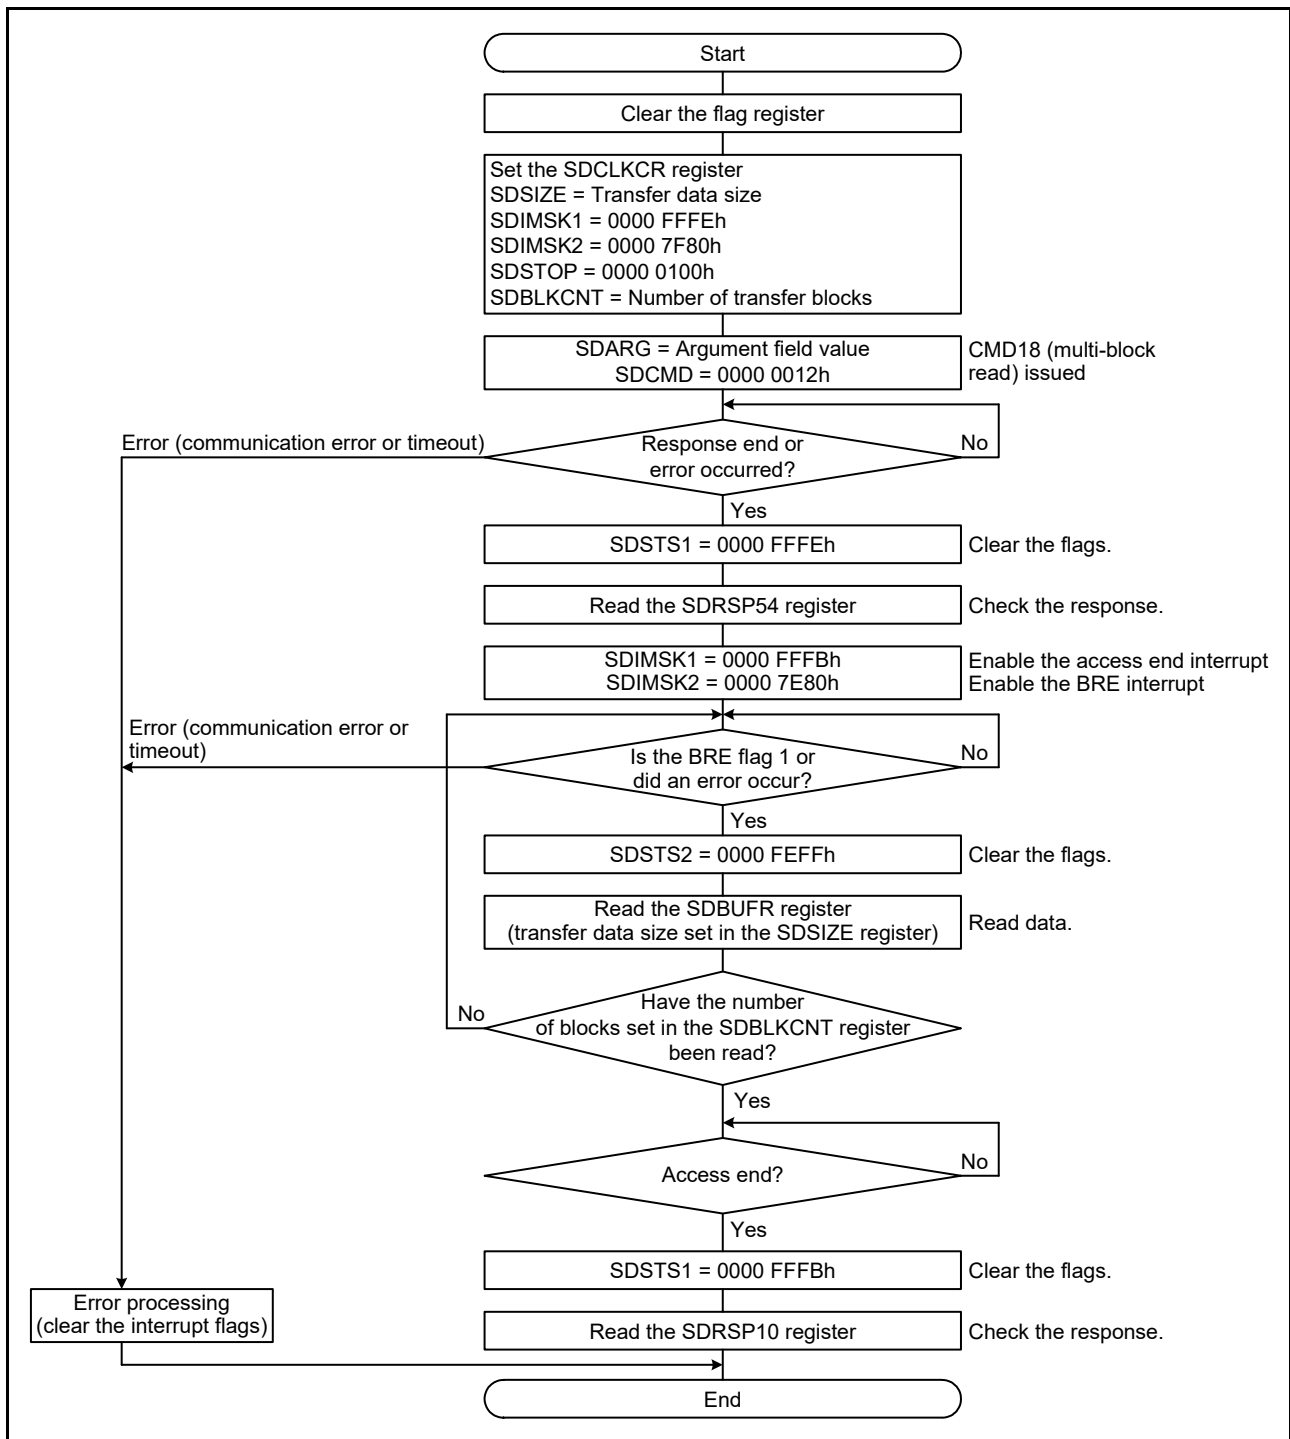 Start
Clear the flag register
Set the SDCLKCR register
SDSIZE = Transfer data size
SDIMSK1 = 0000 FFFEh
SDIMSK2 = 0000 7F80h
SDSTOP = 0000 0100h
SDBLKCNT = Number of transfer blocks
SDARG = Argument field value
SDCMD = 0000 0012h
CMD18 (multi-block
read) issued
Error (communication error or timeout)
Response end or
error occurred?
No
Yes
SDSTS1 = 0000 FFFEh
Clear the flags.
Read the SDRSP54 register
Check the response.
SDIMSK1 = 0000 FFFBh
SDIMSK2 = 0000 7E80h
Enable the access end interrupt
Enable the BRE interrupt
Error (communication error or
timeout)
Is the BRE flag 1 or
did an error occur?
No
Yes
SDSTS2 = 0000 FEFFh
Clear the flags.
Read the SDBUFR register
(transfer data size set in the SDSIZE register)
Read data.
No
Have the number
of blocks set in the SDBLKCNT register
been read?
Yes
Access end?
No
Yes
SDSTS1 = 0000 FFFBh
Clear the flags.
Error processing
(clear the interrupt flags)
Read the SDRSP10 register
Check the response.
End